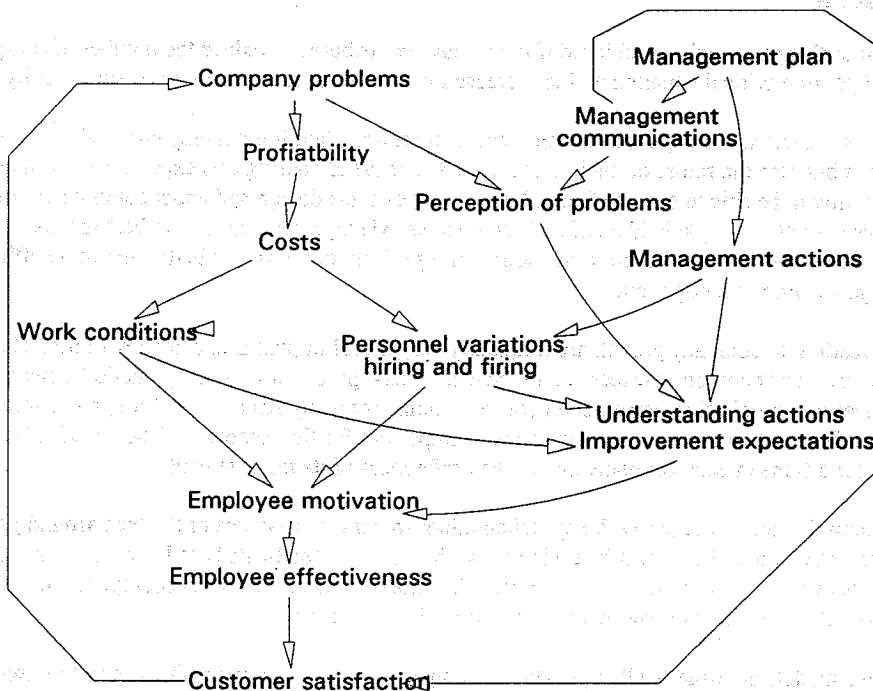 Management plan
Company problems
Management
communications
Profiatbility
Perception of problems
Costs
Management actions
Work conditions
Personnel variations
hiring and firing
Understanding actions
Improvement expectations
Employee motivation
Employee effectiveness
Customer satisfaction